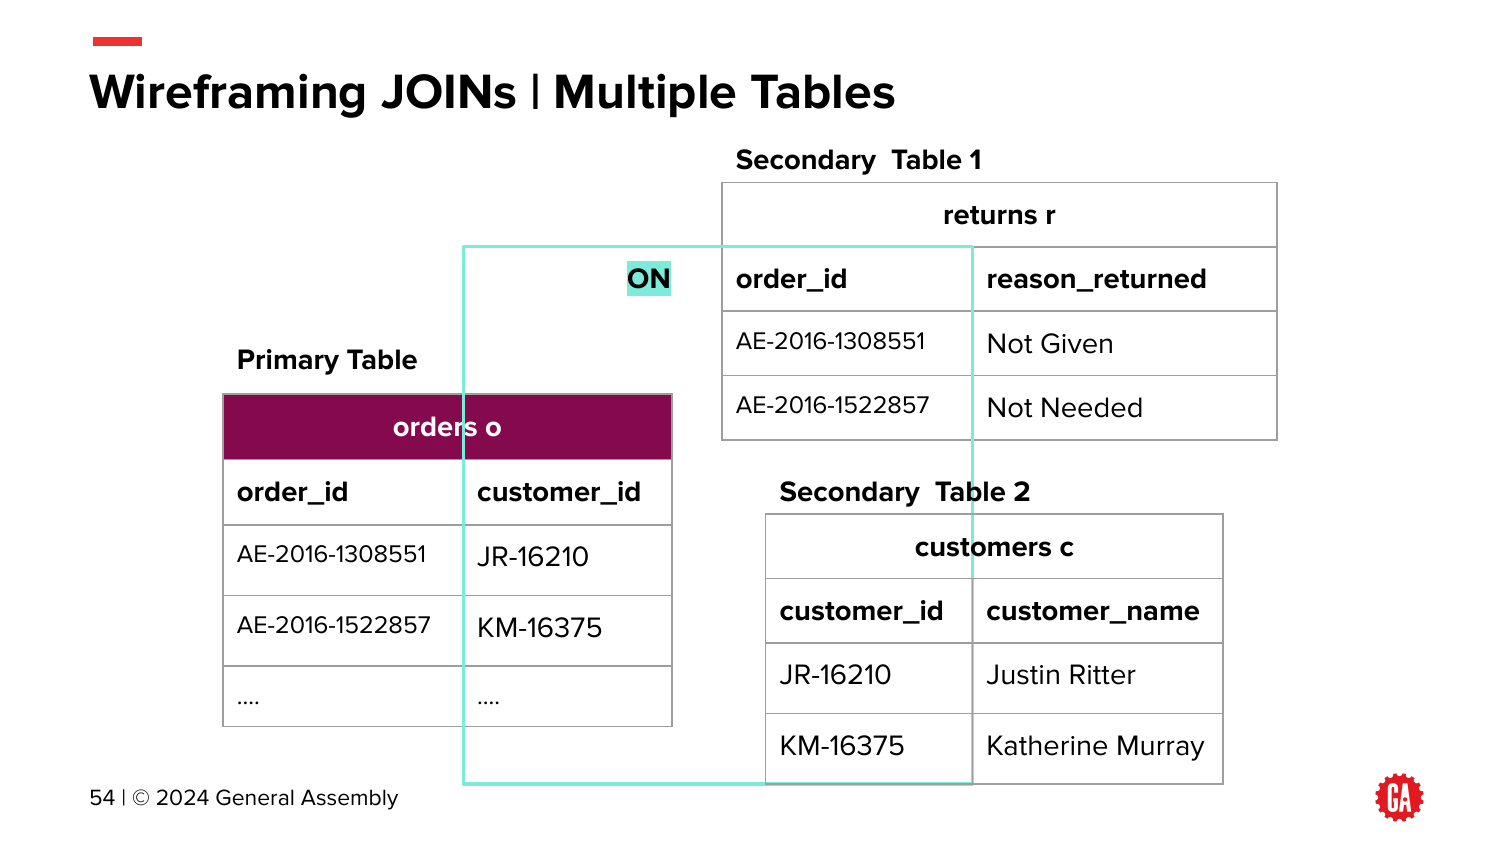 Wireframing JOINs | Multiple Tables
Secondary  Table 1
returns r
ON
order_id reason_returned
AE-2016-1308551 Not Given
AE-2016-1522857 Not Needed
Primary Table
orders o
order_id customer_id
AE-2016-1308551 JR-16210
AE-2016-1522857 KM-16375
.... ....
Secondary  Table 2
customers c
customer_id customer_name
JR-16210 Justin Ritter
KM-16375 Katherine Murray
54 | © 2024 General Assembly
GA